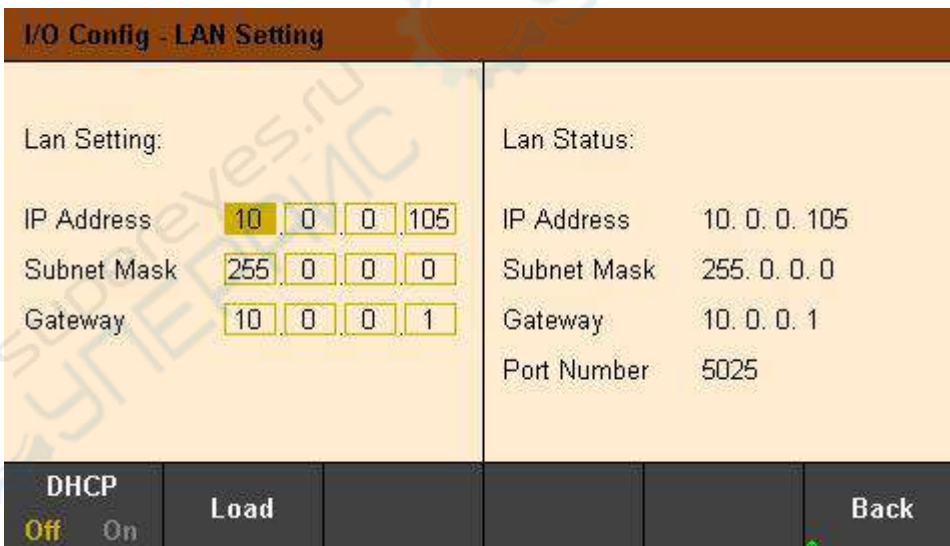 I/O Config - LAN Setting
Lan Setting:
IP Address 10 . 0 . 0 . 105
Subnet Mask 255 . 0 . 0 . 0
Gateway 10 . 0 . 0 . 1
Lan Status:
IP Address 10. 0. 0. 105
Subnet Mask 255. 0. 0. 0
Gateway 10. 0. 0. 1
Port Number 5025
DHCP
Off On
Load
Back